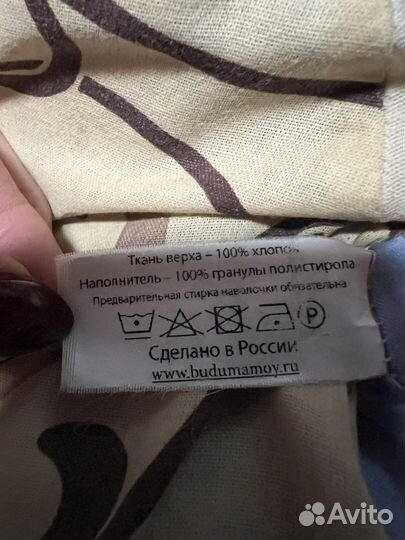 Ткань верха – 100% хлопок
Наполнитель – 100% гранулы полистирола
Предварительная стирка наволочки обязательна
P
Сделано в России
www.budumamoy.ru
Avito